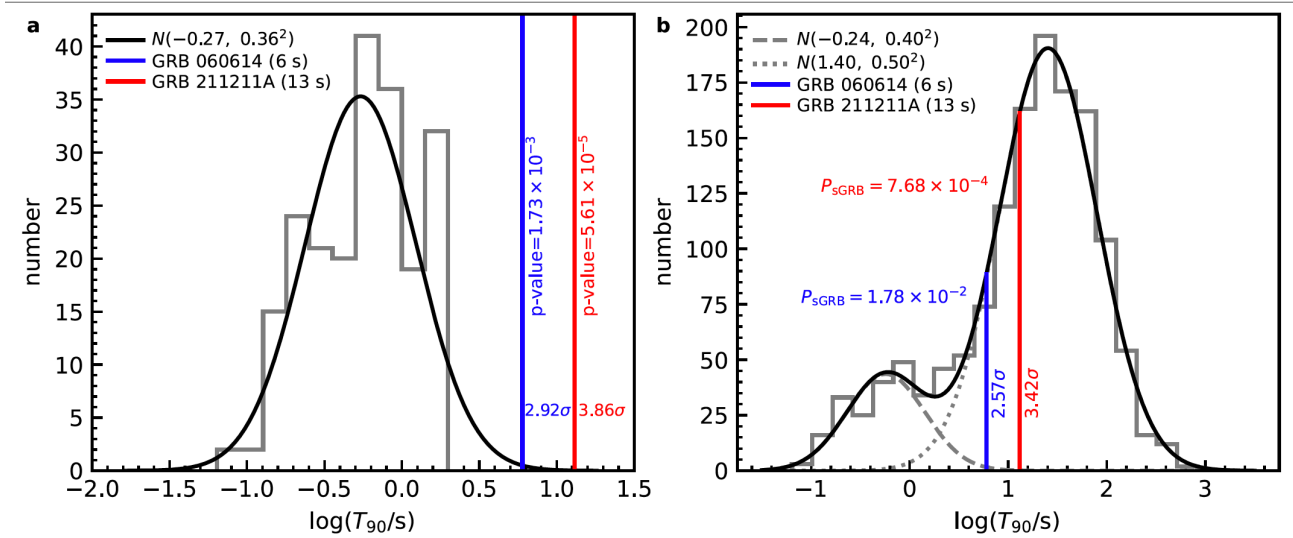 a
N(−0.27, 0.36²)
GRB 060614 (6 s)
GRB 211211A (13 s)
p-value=1.73 × 10⁻³
p-value=5.61 × 10⁻⁵
2.92σ
3.86σ
number
40
35
30
25
20
15
10
5
0
−2.0 −1.5 −1.0 −0.5 0.0 0.5 1.0 1.5
log(T₉₀/s)
b
N(−0.24, 0.40²)
N(1.40, 0.50²)
GRB 060614 (6 s)
GRB 211211A (13 s)
P_sGRB = 7.68 × 10⁻⁴
P_sGRB = 1.78 × 10⁻²
2.57σ
3.42σ
number
200
175
150
125
100
75
50
25
0
−1 0 1 2 3
log(T₉₀/s)